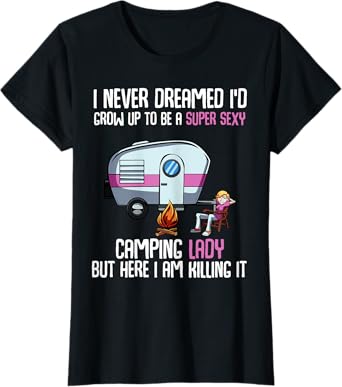 I NEVER DREAMED I'D
GROW UP TO BE A SUPER SEXY
CAMPING LADY
BUT HERE I AM KILLING IT